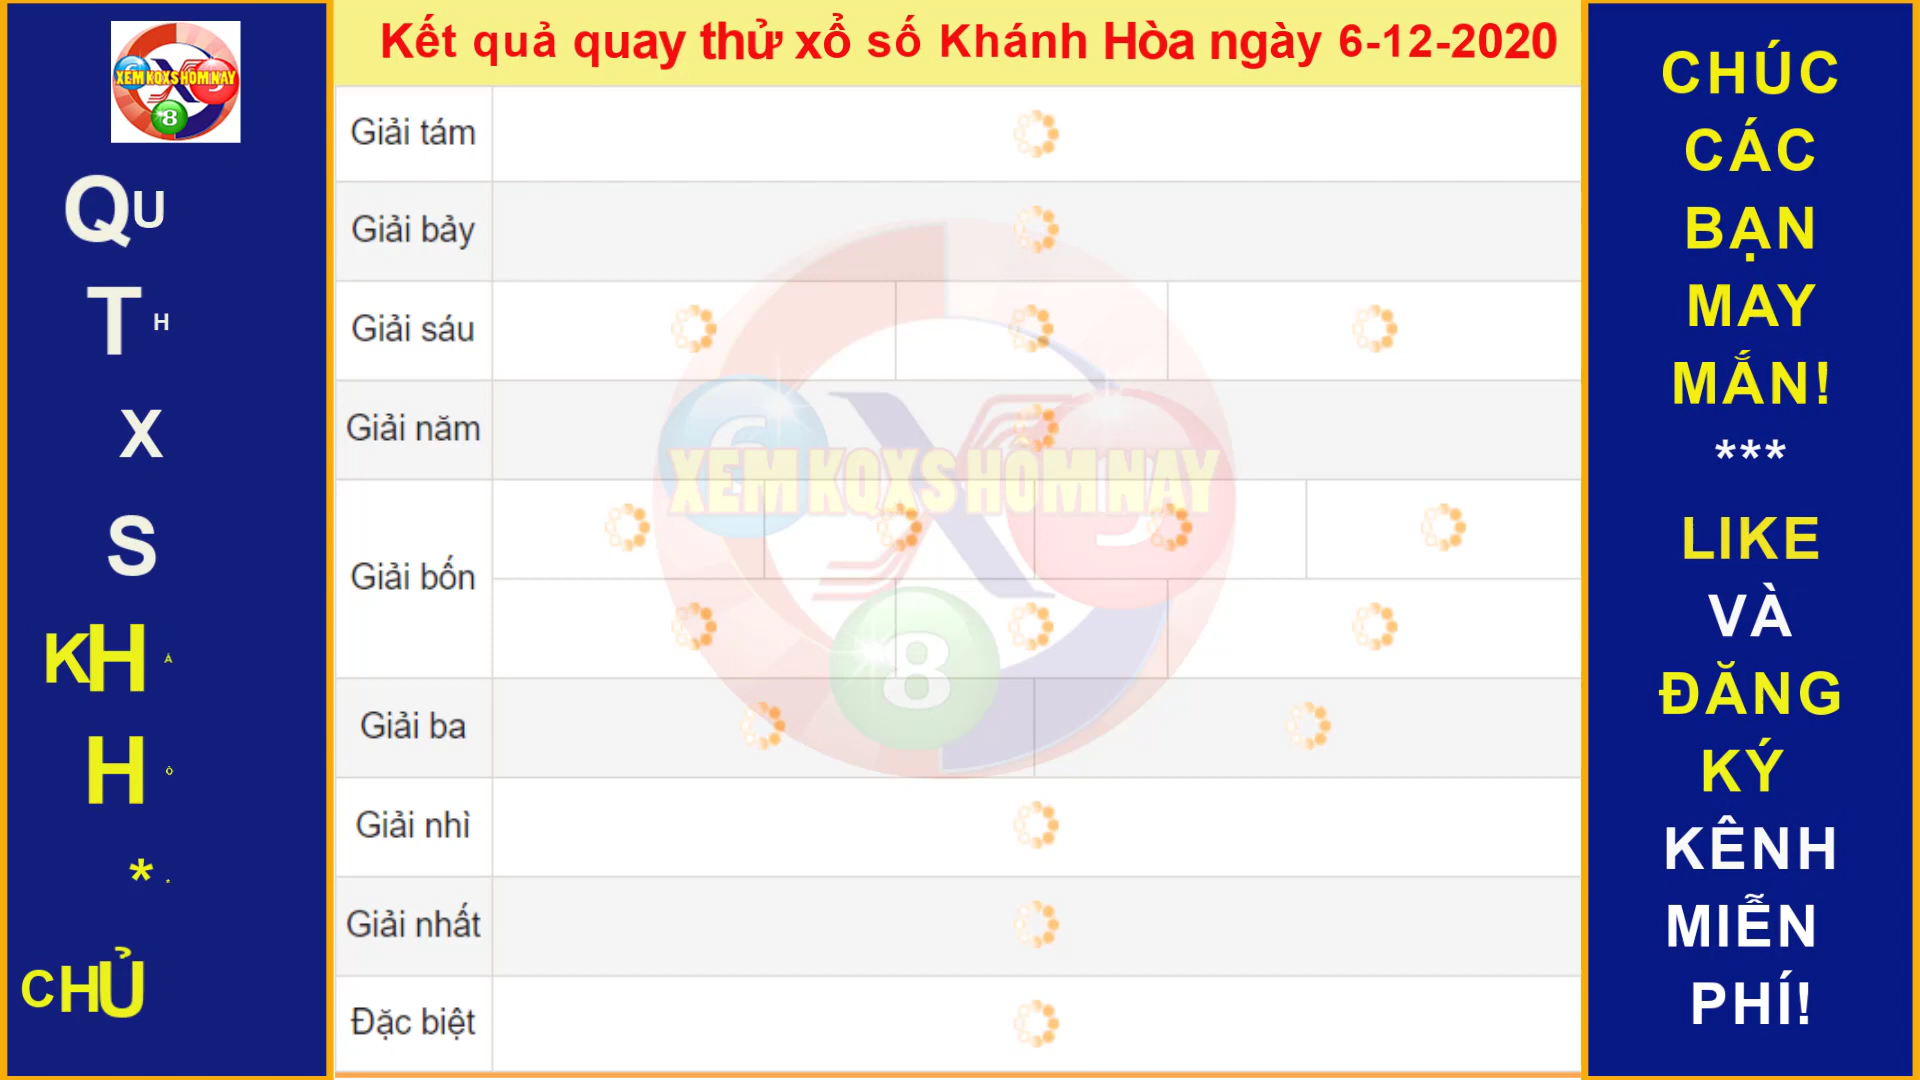 XEM KQXS HÔM NAY
8
QU
T H
X
S
KH Á
H Ò
* *
CHỦ
Kết quả quay thử xổ số Khánh Hòa ngày 6-12-2020
Giải tám
Giải bảy
Giải sáu
Giải năm
Giải bốn
Giải ba
Giải nhì
Giải nhất
Đặc biệt
6 X 9
XEM KQXS HÔM NAY
8
CHÚC
CÁC
BẠN
MAY
MẮN!
***
LIKE
VÀ
ĐĂNG
KÝ
KÊNH
MIỄN
PHÍ!